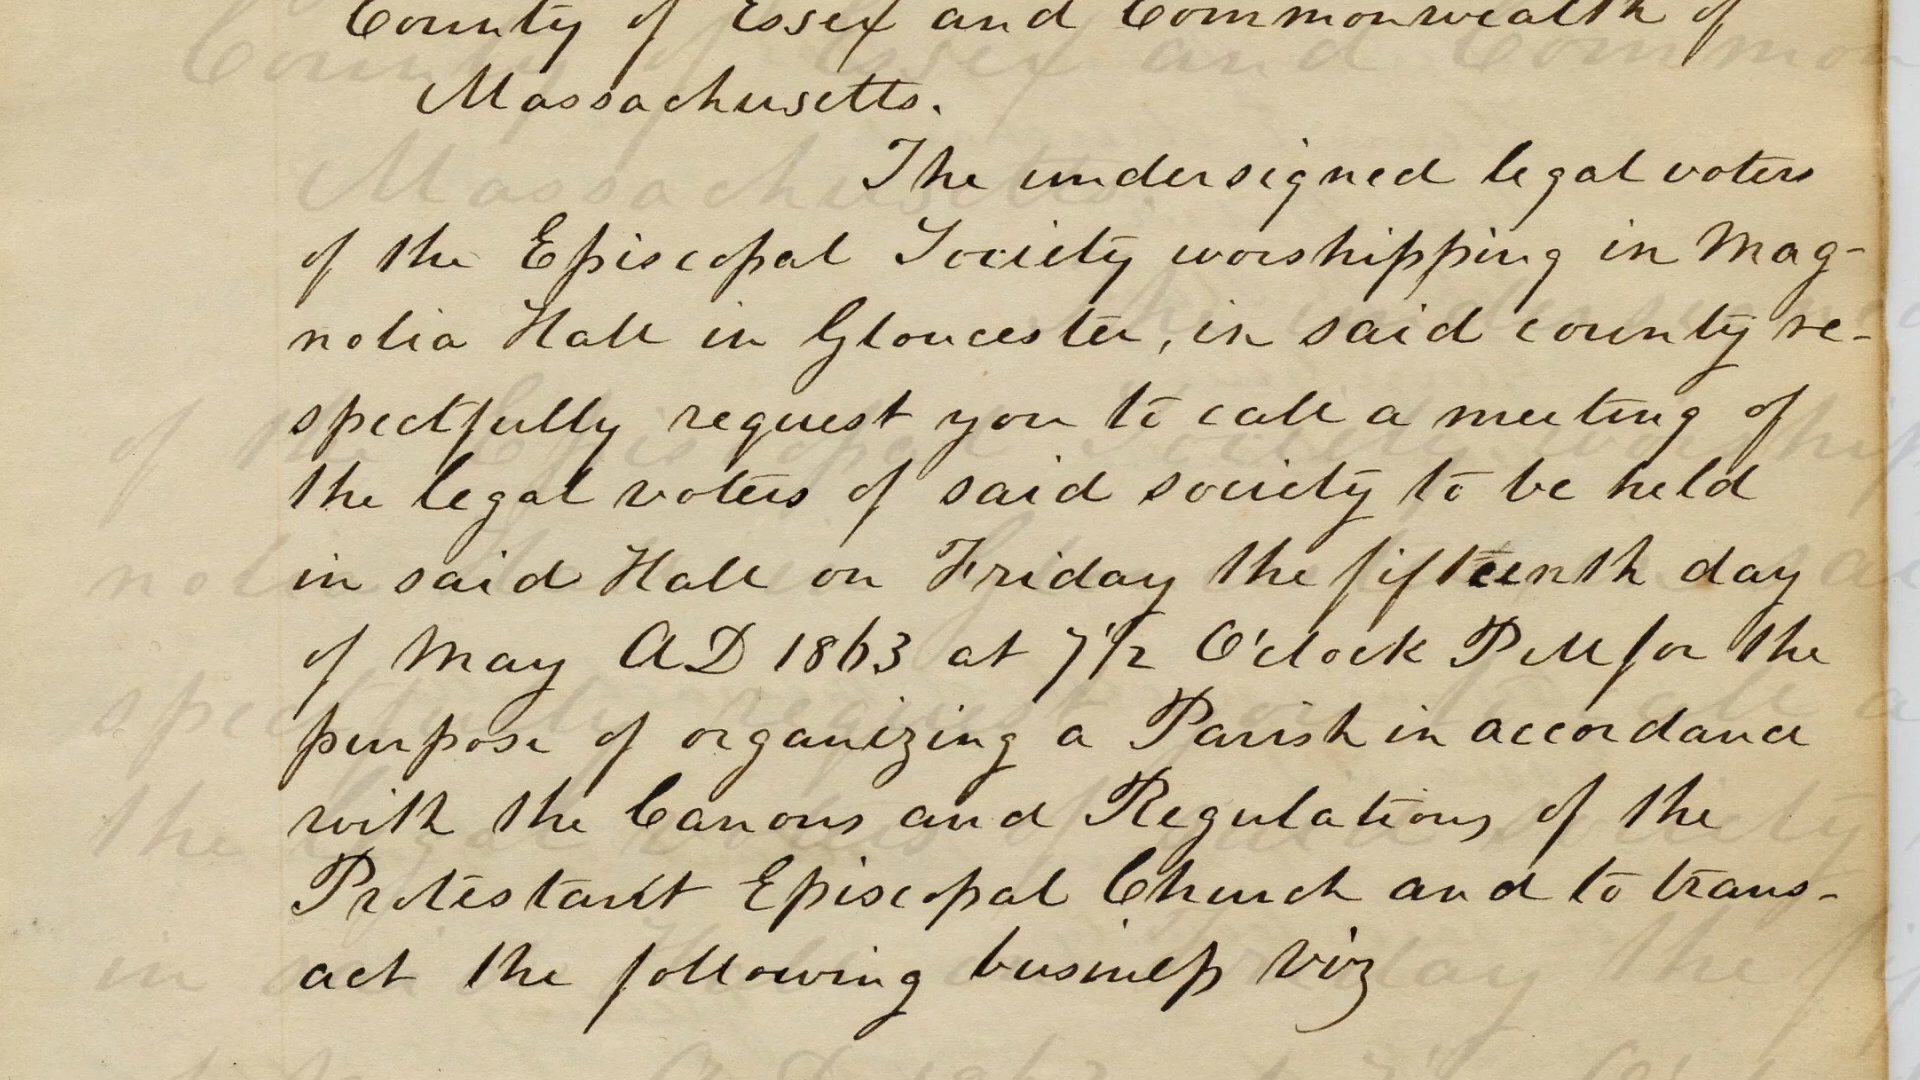 County of Essex and Commonwealth of
Massachusetts.
The undersigned legal voters
of the Episcopal Society worshipping in Mag-
nolia Hall in Gloucester, in said county re-
spectfully request you to call a meeting of
the legal voters of said society to be held
in said Hall on Friday the fifteenth day
of May AD 1863 at 7 1/2 O'clock PM for the
purpose of organizing a Parish in accordance
with the Canons and Regulations of the
Protestant Episcopal Church and to trans-
act the following business viz